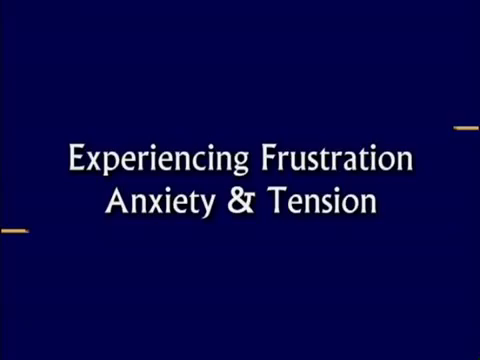 Experiencing Frustration
Anxiety & Tension